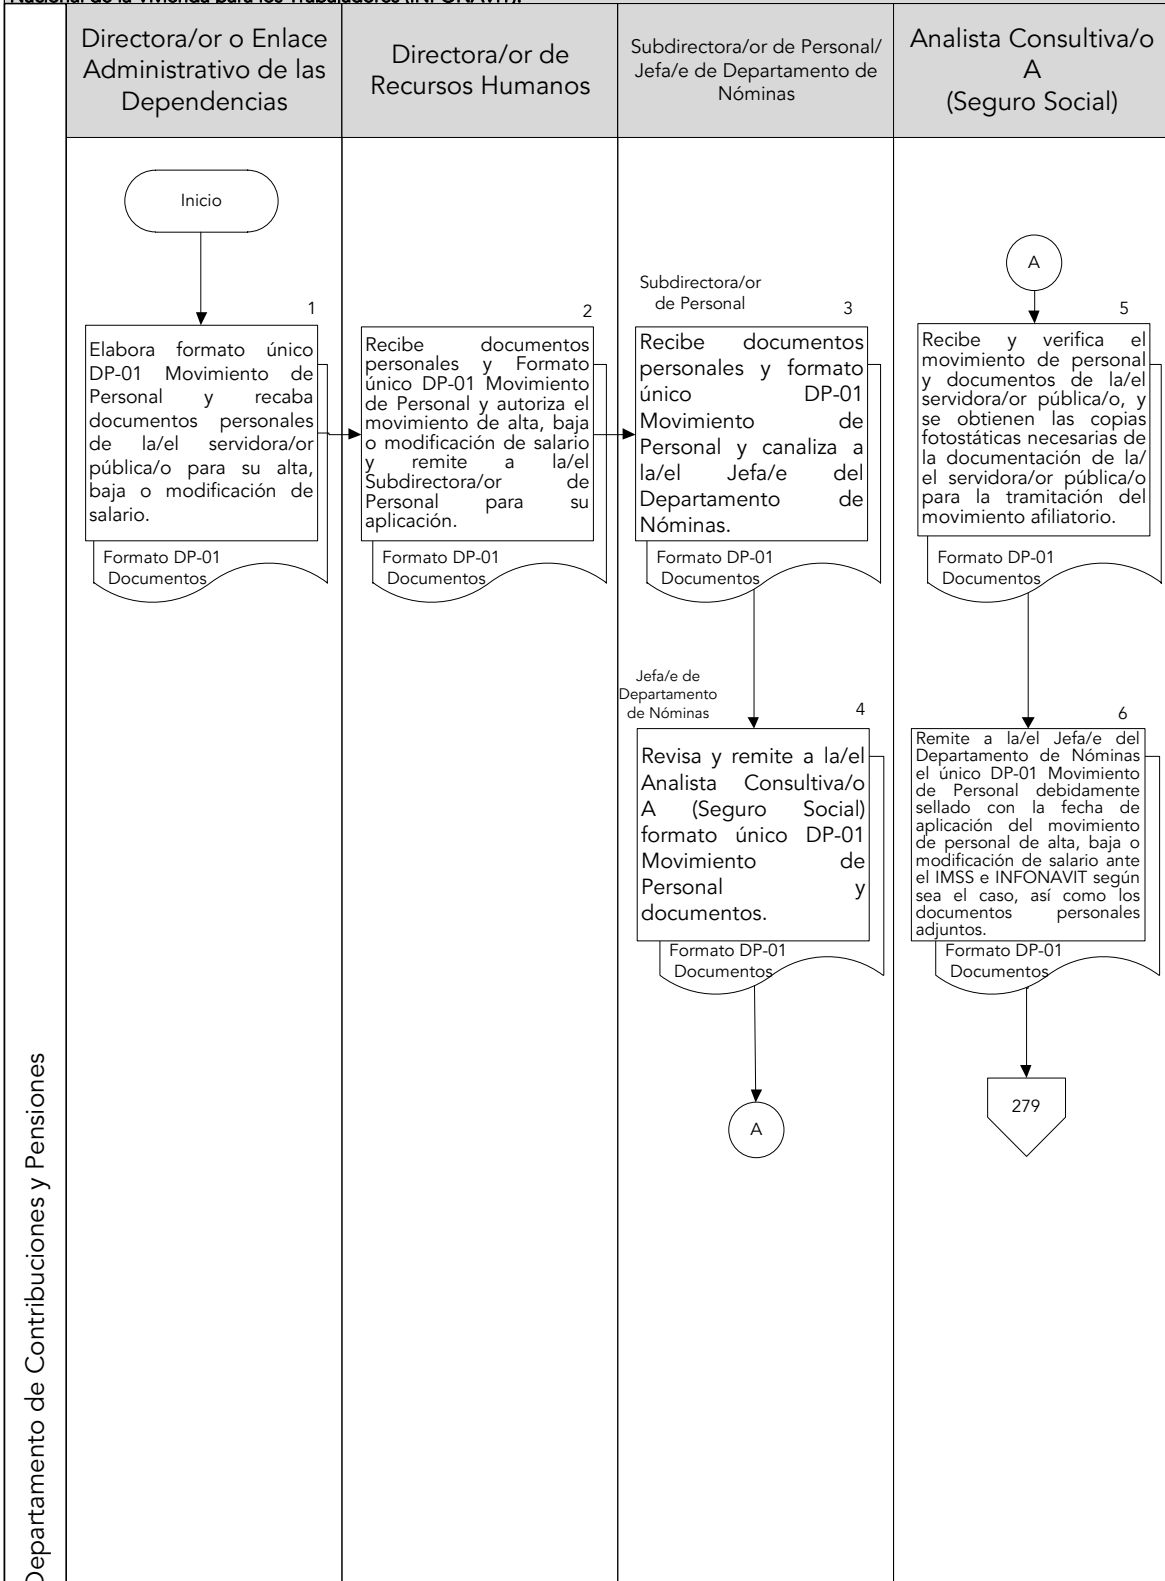 Nacional de la Vivienda para los Trabajadores (INFONAVIT).
Directora/or o Enlace
Administrativo de las
Dependencias
Directora/or de
Recursos Humanos
Subdirectora/or de Personal/
Jefa/e de Departamento de
Nóminas
Analista Consultiva/o
A
(Seguro Social)
Inicio
1
Elabora formato único
DP-01 Movimiento de
Personal y recaba
documentos personales
de la/el servidora/or
pública/o para su alta,
baja o modificación de
salario.
Formato DP-01
Documentos
2
Recibe documentos
personales y Formato
único DP-01 Movimiento
de Personal y autoriza el
movimiento de alta, baja
o modificación de salario
y remite a la/el
Subdirectora/or de
Personal para su
aplicación.
Formato DP-01
Documentos
Subdirectora/or
de Personal
3
Recibe documentos
personales y formato
único DP-01
Movimiento de
Personal y canaliza a
la/el Jefa/e del
Departamento de
Nóminas.
Formato DP-01
Documentos
Jefa/e de
Departamento
de Nóminas
4
Revisa y remite a la/el
Analista Consultiva/o
A (Seguro Social)
formato único DP-01
Movimiento de
Personal y
documentos.
Formato DP-01
Documentos
A
A
5
Recibe y verifica el
movimiento de personal
y documentos de la/el
servidora/or pública/o, y
se obtienen las copias
fotostáticas necesarias de
la documentación de la/
el servidora/or pública/o
para la tramitación del
movimiento afiliatorio.
Formato DP-01
Documentos
6
Remite a la/el Jefa/e del
Departamento de Nóminas
el único DP-01 Movimiento
de Personal debidamente
sellado con la fecha de
aplicación del movimiento
de personal de alta, baja o
modificación de salario ante
el IMSS e INFONAVIT según
sea el caso, así como los
documentos personales
adjuntos.
Formato DP-01
Documentos
279
Departamento de Contribuciones y Pensiones